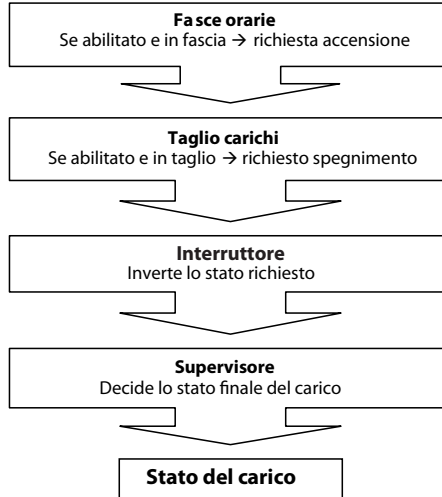 Fasce orarie
Se abilitato e in fascia → richiesta accensione
Taglio carichi
Se abilitato e in taglio → richiesto spegnimento
Interruttore
Inverte lo stato richiesto
Supervisore
Decide lo stato finale del carico
Stato del carico